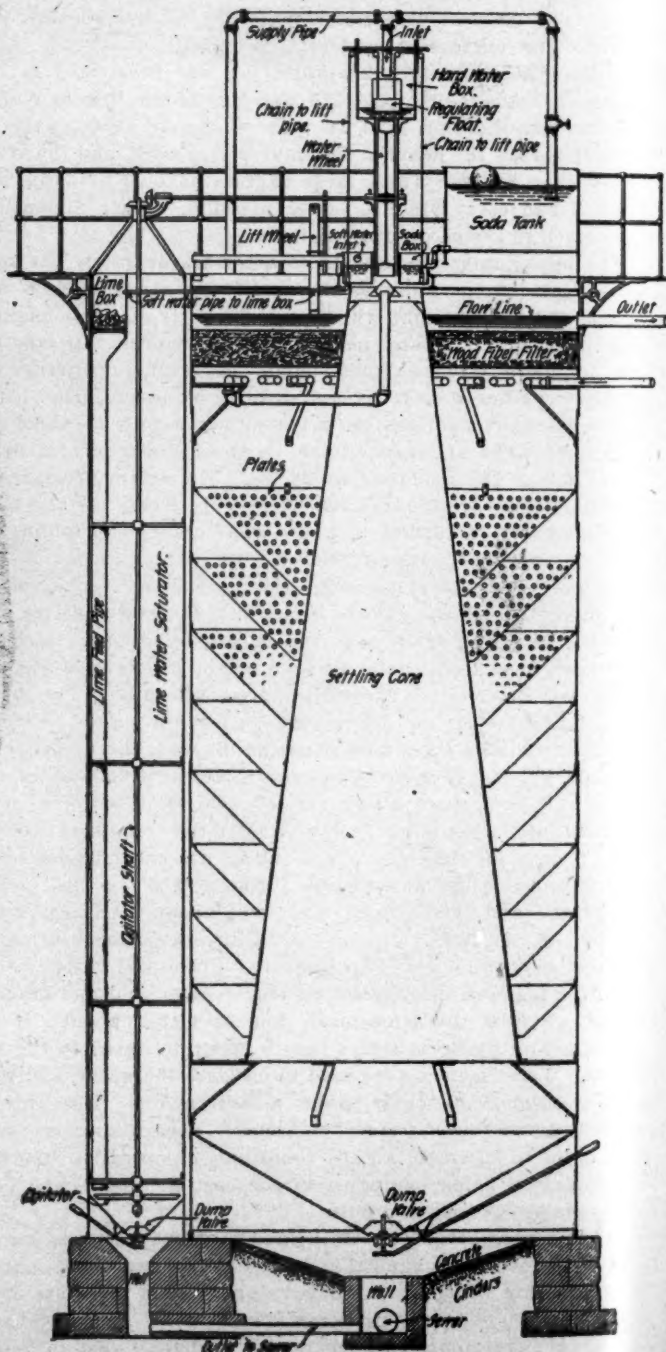 Supply Pipe
Inlet
Hard Water
Box.
Chain to lift
pipe.
Regulating
Float.
Water
Wheel
Chain to lift pipe
Soda Tank
Lift Wheel
Soft Water
Inlet
Soda
Box
Lime
Box
Soft water pipe to lime box
Flow Line
Outlet
Wood Fiber Filter
Plates
Lime Feed Pipe
Lime Water Saturator.
Settling Cone
Agitator Shaft
Agitator
Dump
Valve
Dump
Valve
Concrete
Cinders
Well
Well
Sewer
Outlet to Sewer